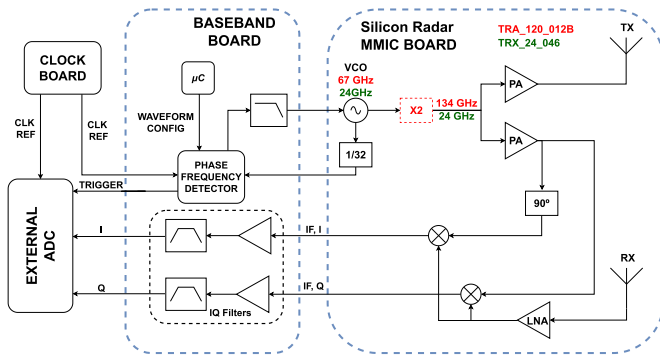 BASEBAND
BOARD
Silicon Radar
MMIC BOARD
TRA_120_012B
TRX_24_046
TX
CLOCK
BOARD
µC
VCO
67 GHz
24GHz
X2
134 GHz
24 GHz
PA
PA
CLK
REF
CLK
REF
WAVEFORM
CONFIG
1/32
PHASE
FREQUENCY
DETECTOR
TRIGGER
90º
EXTERNAL
ADC
I
IF, I
RX
Q
IF, Q
IQ Filters
LNA